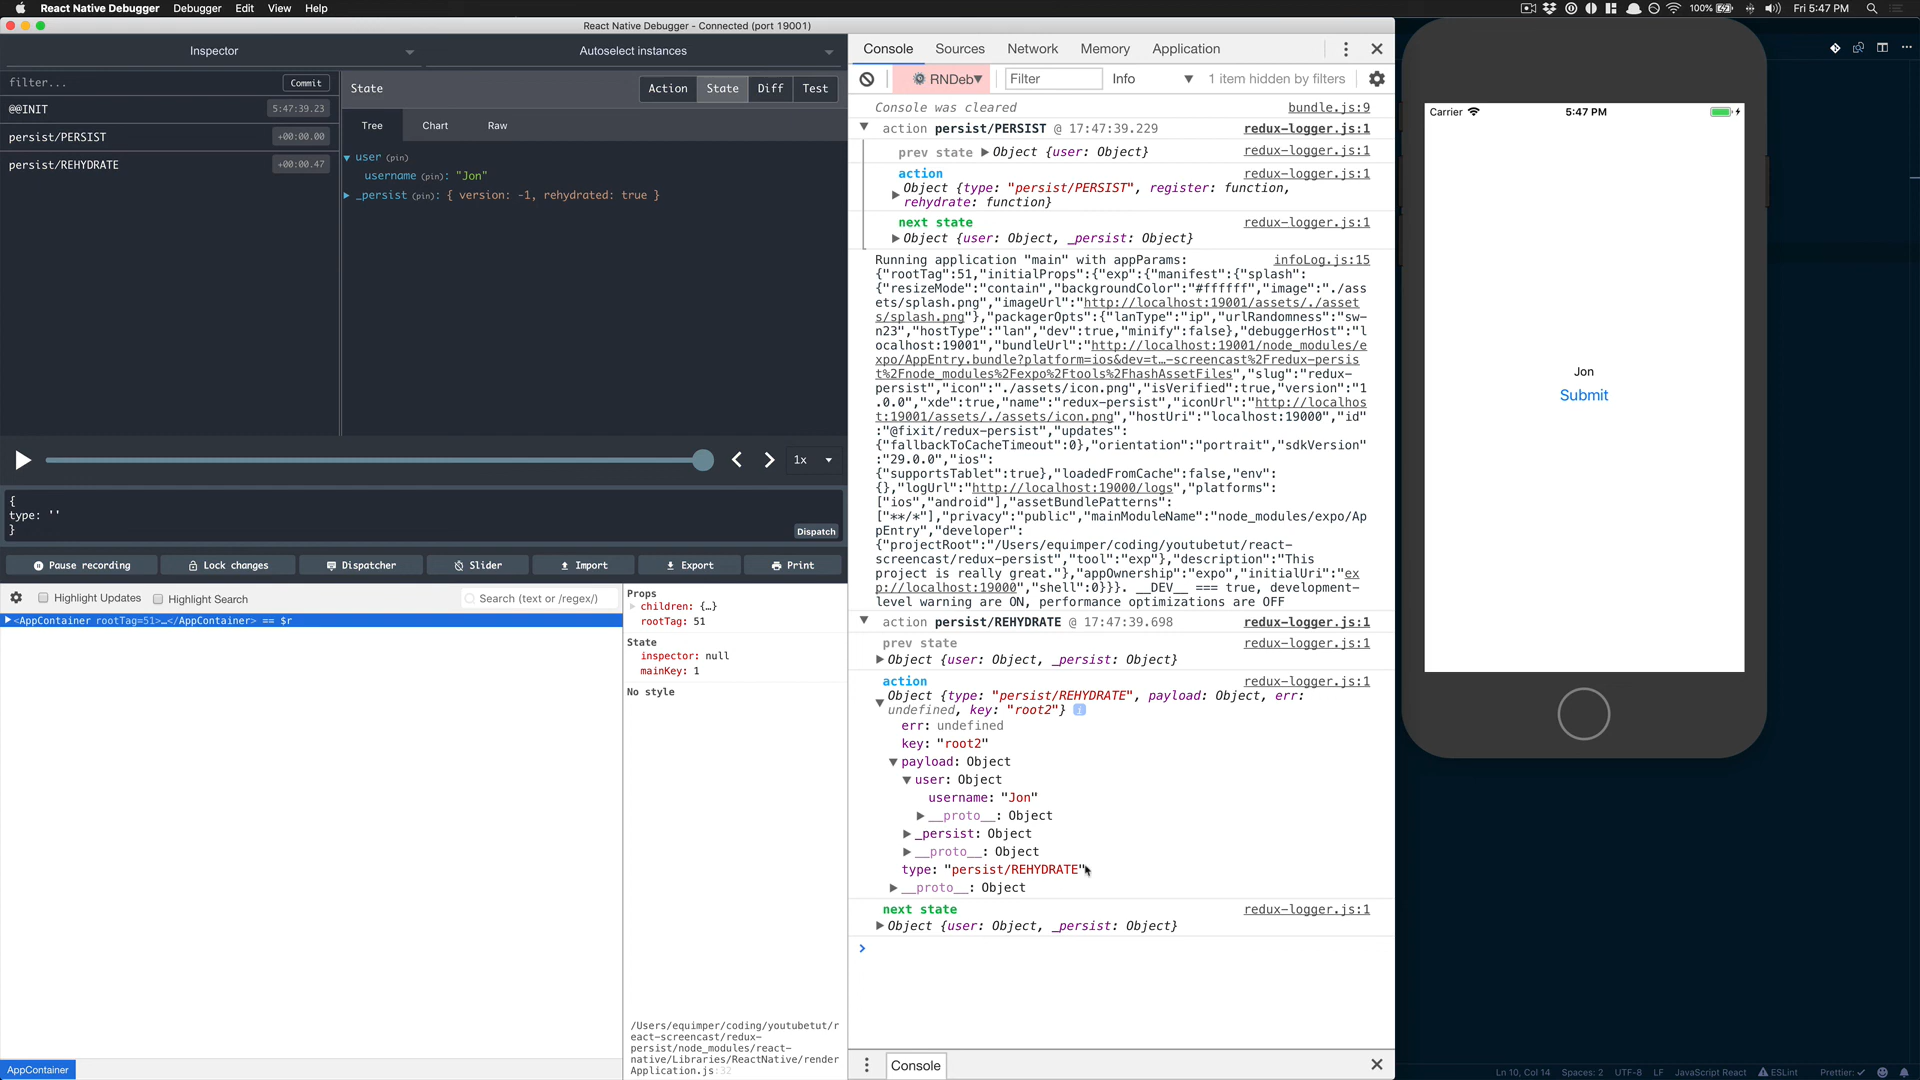 React Native Debugger Debugger Edit View Help
100%
Fri 5:47 PM
React Native Debugger - Connected (port 19001)
Inspector
Autoselect instances
filter...
Commit
@@INIT
5:47:39.23
persist/PERSIST
+00:00.00
persist/REHYDRATE
+00:00.47
State
Action
State
Diff
Test
Tree
Chart
Raw
user (pin)
username (pin): "Jon"
_persist (pin): { version: -1, rehydrated: true }
1x
{
type: ''
}
Dispatch
Pause recording
Lock changes
Dispatcher
Slider
Import
Export
Print
Highlight Updates
Highlight Search
Search (text or /regex/)
<AppContainer rootTag=51>…</AppContainer> == $r
Props
children: {…}
rootTag: 51
State
inspector: null
mainKey: 1
No style
/Users/equimper/coding/youtubetut/r
eact-screencast/redux-
persist/node_modules/react-
native/Libraries/ReactNative/render
Application.js:32
AppContainer
Console
Sources
Network
Memory
Application
RNDeb
Filter
Info
1 item hidden by filters
Console was cleared
bundle.js:9
action persist/PERSIST @ 17:47:39.229
redux-logger.js:1
prev state Object {user: Object}
redux-logger.js:1
action
redux-logger.js:1
Object {type: "persist/PERSIST", register: function,
rehydrate: function}
next state
redux-logger.js:1
Object {user: Object, _persist: Object}
Running application "main" with appParams:
infoLog.js:15
{"rootTag":51,"initialProps":{"exp":{"manifest":{"splash":
{"resizeMode":"contain","backgroundColor":"#ffffff","image":"./ass
ets/splash.png","imageUrl":"http://localhost:19001/assets/./asset
s/splash.png"},"packagerOpts":{"lanType":"ip","urlRandomness":"sw-
n23","hostType":"lan","dev":true,"minify":false},"debuggerHost":"l
ocalhost:19001","bundleUrl":"http://localhost:19001/node_modules/e
xpo/AppEntry.bundle?platform=ios&dev=t…-screencast%2Fredux-persis
t%2Fnode_modules%2Fexpo%2Ftools%2FhashAssetFiles","slug":"redux-
persist","icon":"./assets/icon.png","isVerified":true,"version":"1
.0.0","xde":true,"name":"redux-persist","iconUrl":"http://localhos
t:19001/assets/./assets/icon.png","hostUri":"localhost:19000","id"
:"@fixit/redux-persist","updates":
{"fallbackToCacheTimeout":0},"orientation":"portrait","sdkVersion"
:"29.0.0","ios":
{"supportsTablet":true},"loadedFromCache":false,"env":
{},"logUrl":"http://localhost:19000/logs","platforms":
["ios","android"],"assetBundlePatterns":
["**/*"],"privacy":"public","mainModuleName":"node_modules/expo/Ap
pEntry","developer":
{"projectRoot":"/Users/equimper/coding/youtubetut/react-
screencast/redux-persist","tool":"exp"},"description":"This
project is really great."},"appOwnership":"expo","initialUri":"ex
p://localhost:19000","shell":0}}}. __DEV__ === true, development-
level warning are ON, performance optimizations are OFF
action persist/REHYDRATE @ 17:47:39.698
redux-logger.js:1
prev state
redux-logger.js:1
Object {user: Object, _persist: Object}
action
redux-logger.js:1
Object {type: "persist/REHYDRATE", payload: Object, err:
undefined, key: "root2"}
err: undefined
key: "root2"
payload: Object
user: Object
username: "Jon"
__proto__: Object
_persist: Object
__proto__: Object
type: "persist/REHYDRATE"
__proto__: Object
next state
redux-logger.js:1
Object {user: Object, _persist: Object}
Console
Carrier
5:47 PM
Jon
Submit
Ln 10, Col 14
Spaces: 2
UTF-8
LF
JavaScript React
ESLint
Prettier: ✓